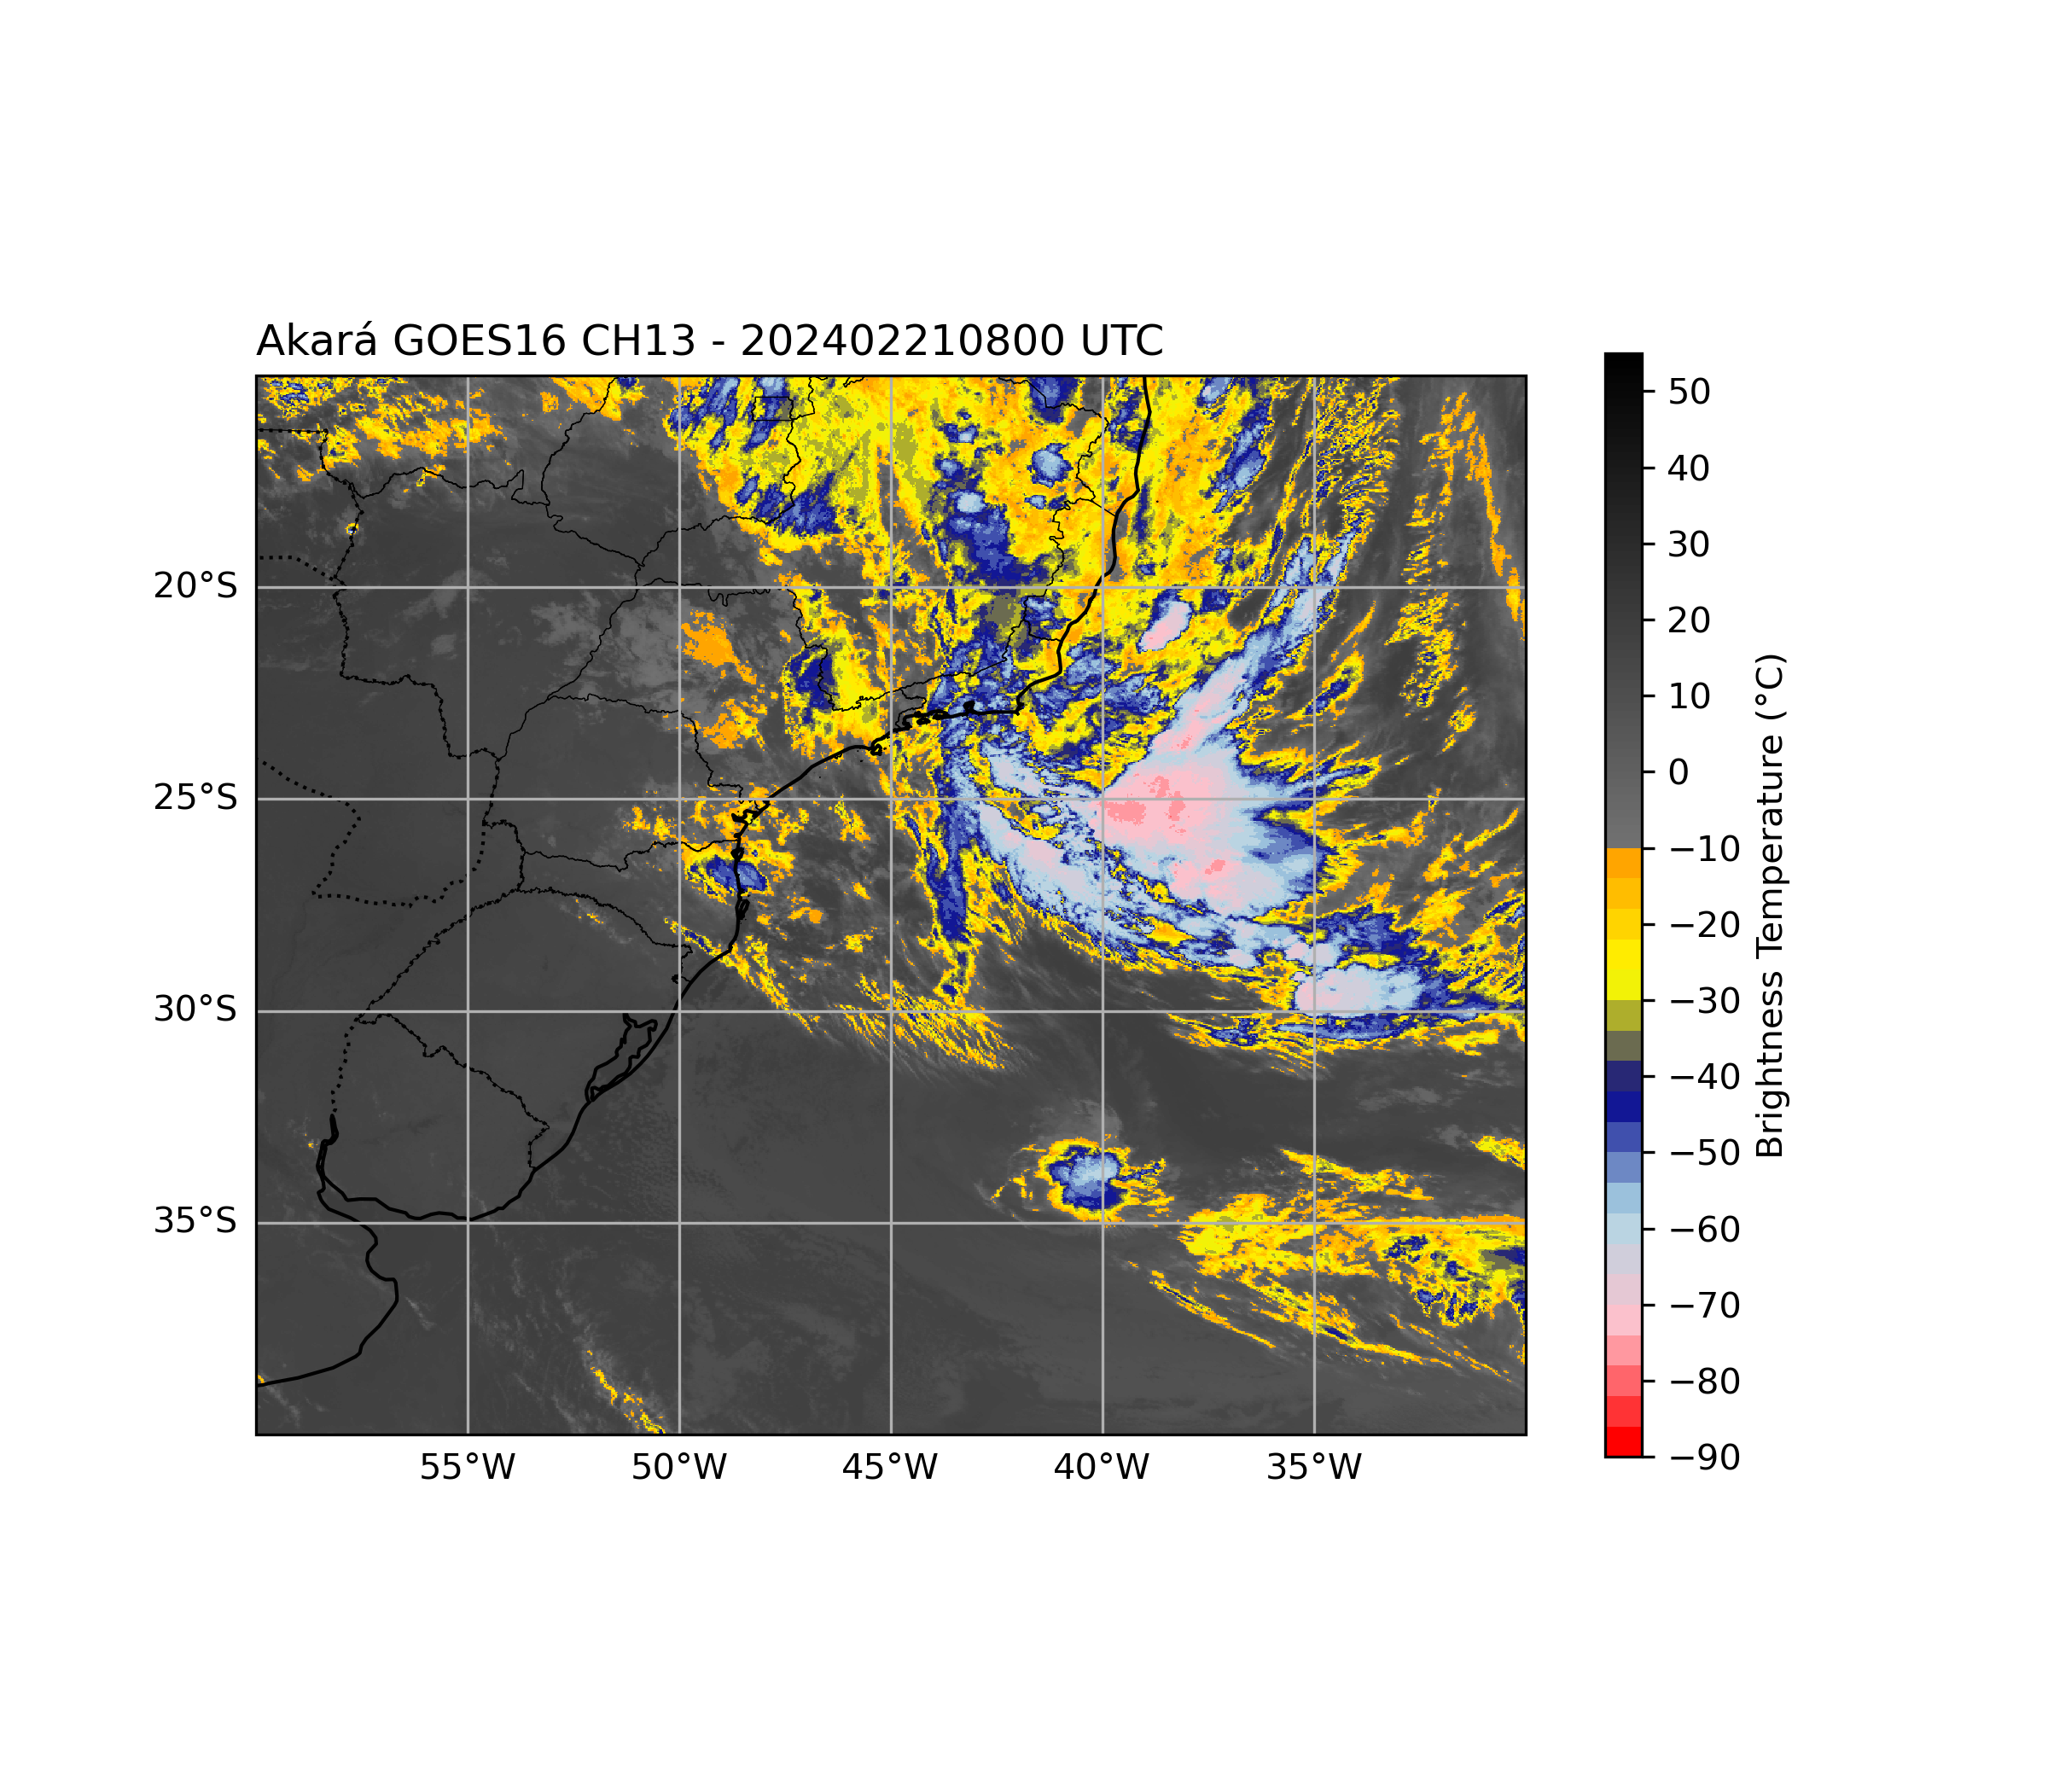 Akará GOES16 CH13 - 202402210800 UTC
20°S
25°S
30°S
35°S
55°W
50°W
45°W
40°W
35°W
50
40
30
20
10
0
−10
−20
−30
−40
−50
−60
−70
−80
−90
Brightness Temperature (°C)